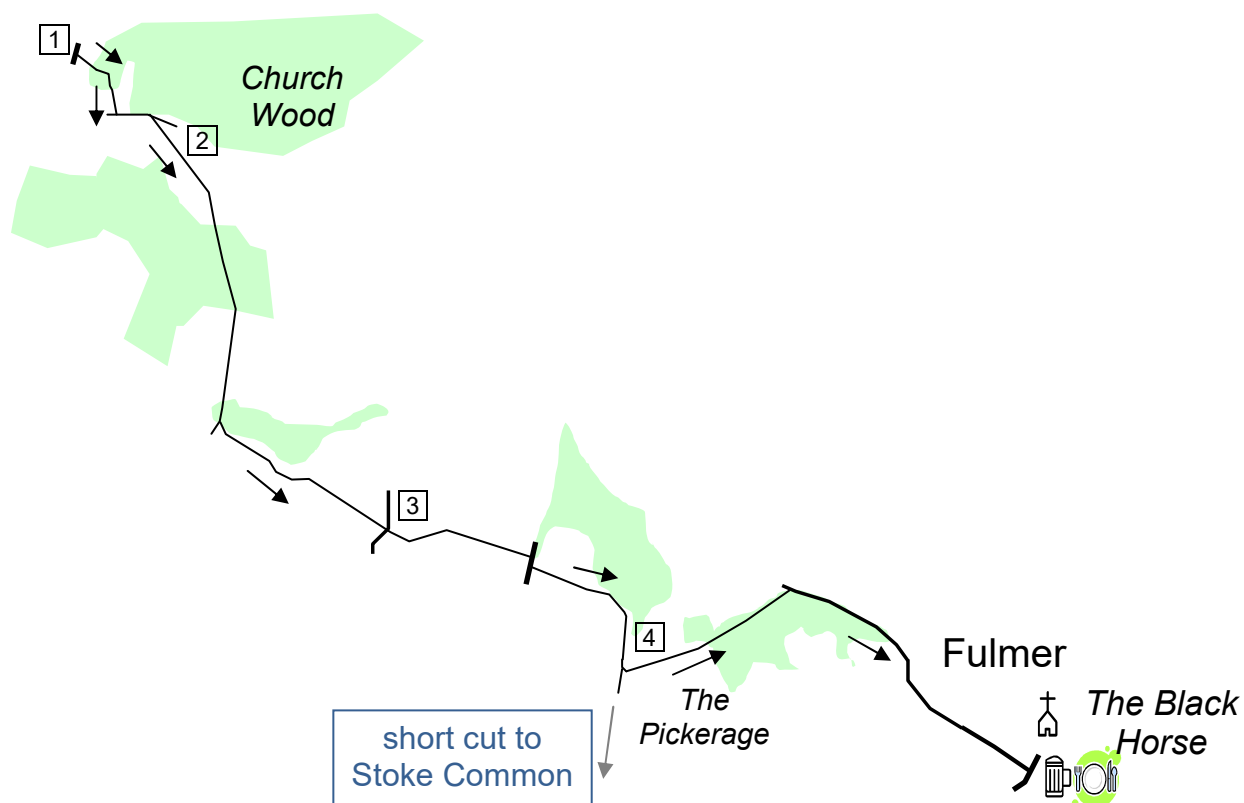 1
Church
Wood
2
3
4
Fulmer
The
Pickerage
The Black
Horse
short cut to
Stoke Common